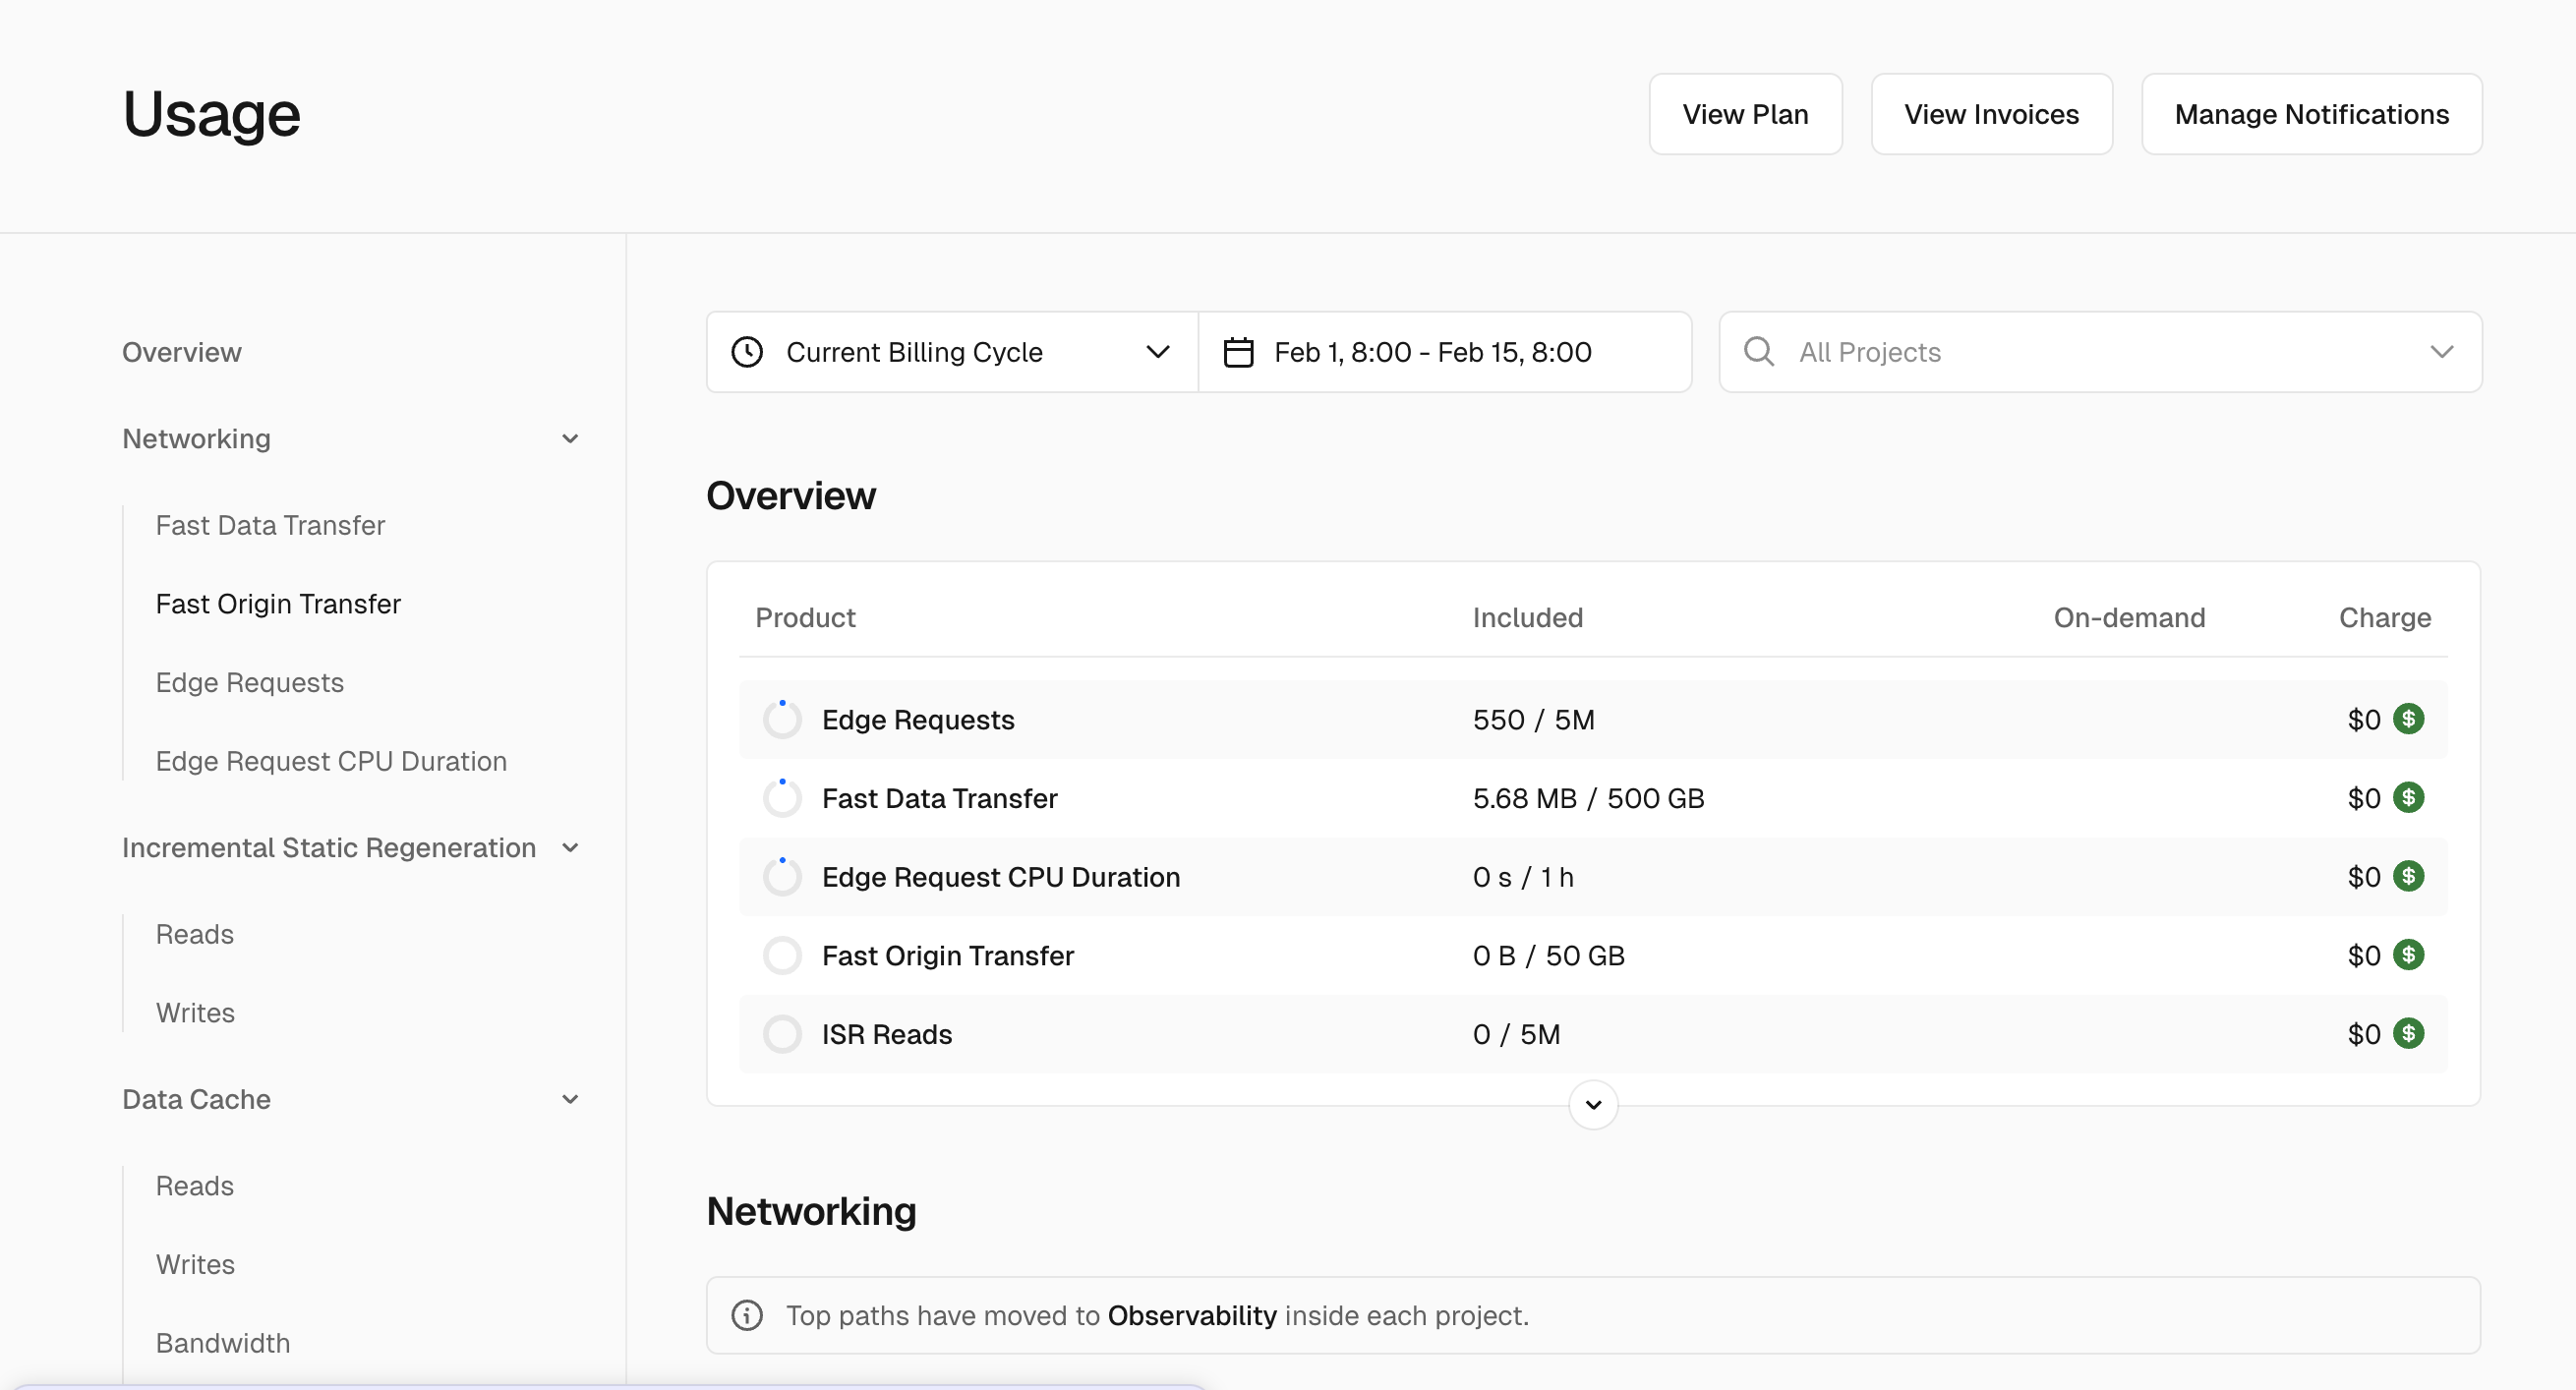 Usage
View Plan
View Invoices
Manage Notifications
Overview
Networking
Fast Data Transfer
Fast Origin Transfer
Edge Requests
Edge Request CPU Duration
Incremental Static Regeneration
Reads
Writes
Data Cache
Reads
Writes
Bandwidth
Current Billing Cycle
Feb 1, 8:00 - Feb 15, 8:00
All Projects
Overview
Product Included On-demand Charge
Edge Requests 550 / 5M $0 $
Fast Data Transfer 5.68 MB / 500 GB $0 $
Edge Request CPU Duration 0 s / 1 h $0 $
Fast Origin Transfer 0 B / 50 GB $0 $
ISR Reads 0 / 5M $0 $
Networking
Top paths have moved to Observability inside each project.